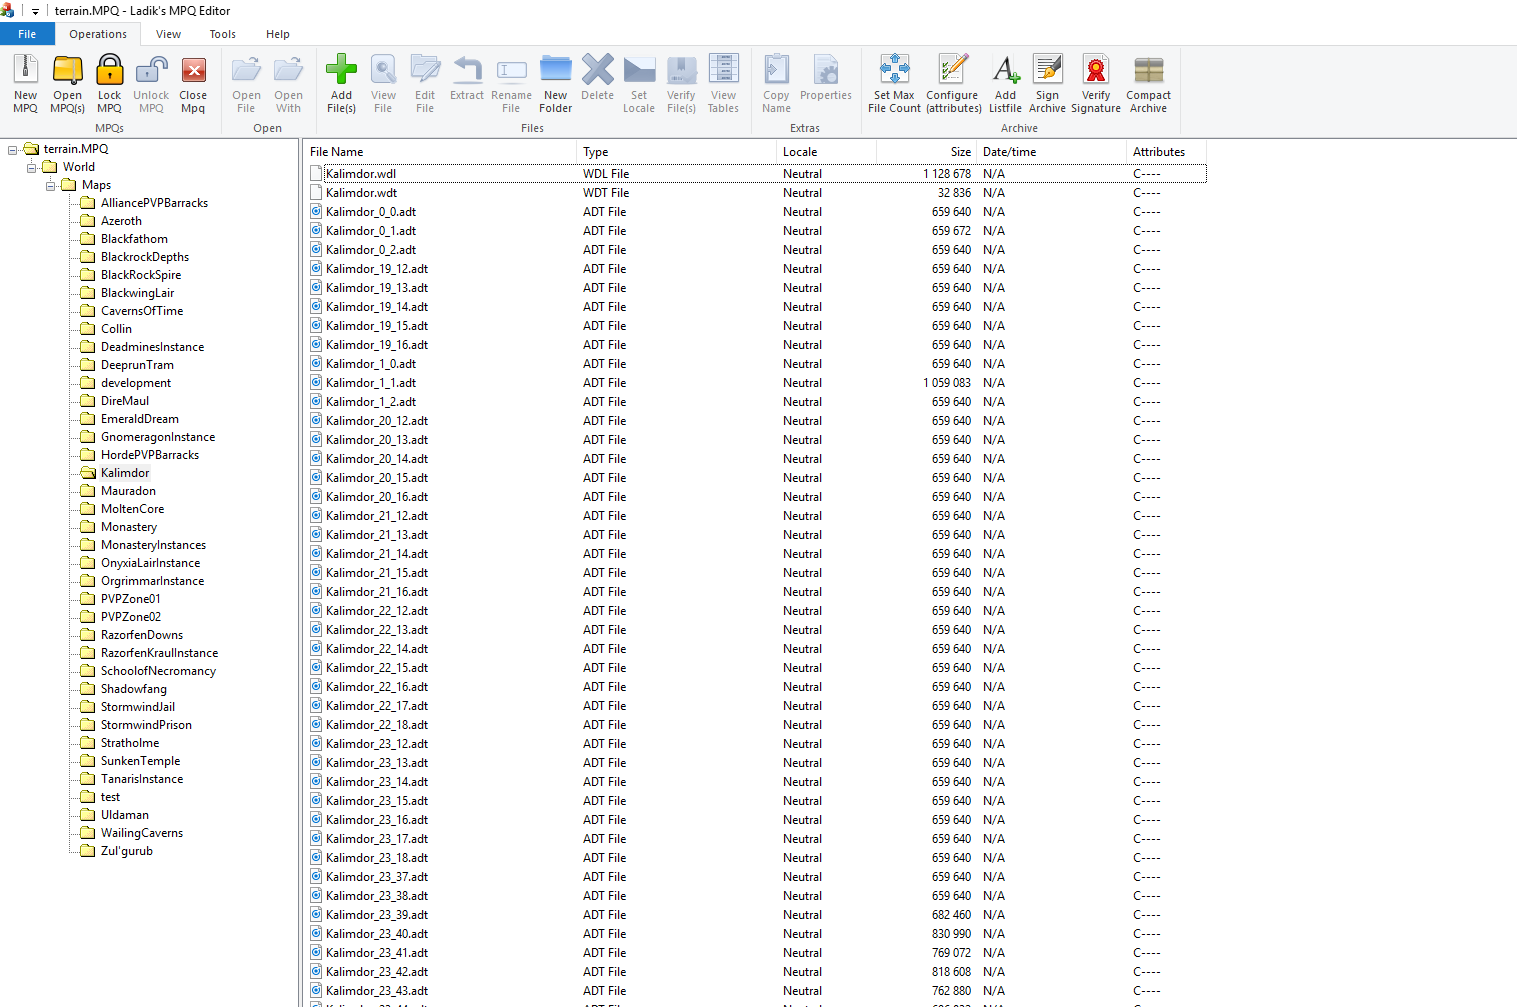 terrain.MPQ - Ladik's MPQ Editor
File Operations View Tools Help
New MPQ
Open MPQ(s)
Lock MPQ
Unlock MPQ
Close Mpq
MPQs
Open File
Open With
Open
Add File(s)
View File
Edit File
Extract
Rename File
New Folder
Delete
Set Locale
Verify File(s)
View Tables
Files
Copy Name
Properties
Extras
Set Max File Count
Configure (attributes)
Add Listfile
Sign Archive
Verify Signature
Compact Archive
Archive
terrain.MPQ
World
Maps
AlliancePVPBarracks
Azeroth
Blackfathom
BlackrockDepths
BlackRockSpire
BlackwingLair
CavernsOfTime
Collin
DeadminesInstance
DeeprunTram
development
DireMaul
EmeraldDream
GnomeragonInstance
HordePVPBarracks
Kalimdor
Mauradon
MoltenCore
Monastery
MonasteryInstances
OnyxiaLairInstance
OrgrimmarInstance
PVPZone01
PVPZone02
RazorfenDowns
RazorfenKraulInstance
SchoolofNecromancy
Shadowfang
StormwindJail
StormwindPrison
Stratholme
SunkenTemple
TanarisInstance
test
Uldaman
WailingCaverns
Zul'gurub
File Name Type Locale Size Date/time Attributes
Kalimdor.wdl WDL File Neutral 1 128 678 N/A C----
Kalimdor.wdt WDT File Neutral 32 836 N/A C----
Kalimdor_0_0.adt ADT File Neutral 659 640 N/A C----
Kalimdor_0_1.adt ADT File Neutral 659 672 N/A C----
Kalimdor_0_2.adt ADT File Neutral 659 640 N/A C----
Kalimdor_19_12.adt ADT File Neutral 659 640 N/A C----
Kalimdor_19_13.adt ADT File Neutral 659 640 N/A C----
Kalimdor_19_14.adt ADT File Neutral 659 640 N/A C----
Kalimdor_19_15.adt ADT File Neutral 659 640 N/A C----
Kalimdor_19_16.adt ADT File Neutral 659 640 N/A C----
Kalimdor_1_0.adt ADT File Neutral 659 640 N/A C----
Kalimdor_1_1.adt ADT File Neutral 1 059 083 N/A C----
Kalimdor_1_2.adt ADT File Neutral 659 640 N/A C----
Kalimdor_20_12.adt ADT File Neutral 659 640 N/A C----
Kalimdor_20_13.adt ADT File Neutral 659 640 N/A C----
Kalimdor_20_14.adt ADT File Neutral 659 640 N/A C----
Kalimdor_20_15.adt ADT File Neutral 659 640 N/A C----
Kalimdor_20_16.adt ADT File Neutral 659 640 N/A C----
Kalimdor_21_12.adt ADT File Neutral 659 640 N/A C----
Kalimdor_21_13.adt ADT File Neutral 659 640 N/A C----
Kalimdor_21_14.adt ADT File Neutral 659 640 N/A C----
Kalimdor_21_15.adt ADT File Neutral 659 640 N/A C----
Kalimdor_21_16.adt ADT File Neutral 659 640 N/A C----
Kalimdor_22_12.adt ADT File Neutral 659 640 N/A C----
Kalimdor_22_13.adt ADT File Neutral 659 640 N/A C----
Kalimdor_22_14.adt ADT File Neutral 659 640 N/A C----
Kalimdor_22_15.adt ADT File Neutral 659 640 N/A C----
Kalimdor_22_16.adt ADT File Neutral 659 640 N/A C----
Kalimdor_22_17.adt ADT File Neutral 659 640 N/A C----
Kalimdor_22_18.adt ADT File Neutral 659 640 N/A C----
Kalimdor_23_12.adt ADT File Neutral 659 640 N/A C----
Kalimdor_23_13.adt ADT File Neutral 659 640 N/A C----
Kalimdor_23_14.adt ADT File Neutral 659 640 N/A C----
Kalimdor_23_15.adt ADT File Neutral 659 640 N/A C----
Kalimdor_23_16.adt ADT File Neutral 659 640 N/A C----
Kalimdor_23_17.adt ADT File Neutral 659 640 N/A C----
Kalimdor_23_18.adt ADT File Neutral 659 640 N/A C----
Kalimdor_23_37.adt ADT File Neutral 659 640 N/A C----
Kalimdor_23_38.adt ADT File Neutral 659 640 N/A C----
Kalimdor_23_39.adt ADT File Neutral 682 460 N/A C----
Kalimdor_23_40.adt ADT File Neutral 830 990 N/A C----
Kalimdor_23_41.adt ADT File Neutral 769 072 N/A C----
Kalimdor_23_42.adt ADT File Neutral 818 608 N/A C----
Kalimdor_23_43.adt ADT File Neutral 762 880 N/A C----